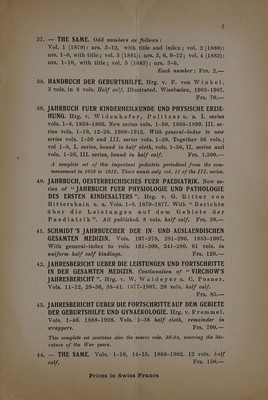 7
37. — THE SAME. Odd numbers as follows:
Vol. 1 (1879): nrs. 3-12, with title and index; vol. 2 (1880):
nrs. 1-6, with title; vol. 3 (1881): nrs. 3, 6, 9-12; vol. 4 (1882):
nrs. 1-10, with title; vol. 5 (1883): nrs. 3-6.
Each number: Frs. 2.—
38. HANDBUCH DER GEBURTSHILFE. Hrg. v. F. von Winkel,
3 vols. in 8 vols. Half calf. Illustrated. Wiesbaden, 1903-1907.
Frs. 70.—
39. JAHRBUCH FUER KINDERHEILKUNDE UND PHYSISCHE ERZIE-
HUNG. Hrg. v. Widenhofer, Politzer u. a. I. series
vols. 1-8, 1855-1866. New series vols. 1-50, 1868-1899. III. se-
ries vols. 1-10, 12-26, 1900-1912. With general-index to new
series vols. 1-50 and III series vols. 1-20. Together 96 vols.
vol 1-8, I. series, bound in half cloth, vols. 1-50, II. series, and
vols. 1-26, III. series, bound in half calf. Frs. 1,200.—
A complete set of this important pediatric periodical from the com-
mencement to 1859 to 1912. There wants only vol. 11 of the III. series.
40. JAHRBUCH, OESTERREICHISCHES FUER PAEDIATRIK. New se-
ries of "JAHRBUCH FUER PHYSIOLOGIE UND PATHOLOGIE
DES ERSTEN KINDESALTERS". Hrg. v. G. Ritter von
Rittershain u. a. Vols. 1-8, 1870-1877. With "Berichte
über die Leistungen auf dem Gebiete der
Paediatrik". All published. 8 vols. half calf. Frs. 30.—
41. SCHMIDT'S JAHRBUECHER DER IN- UND AUSLAENDISCHEN
GESAMTEN MEDIZIN. Vols. 197-278, 281-296, 1883-1907.
With general-index to vols. 181-200, 241-280. 61 vols. in
uniform half calf bindings. Frs. 120.—
42. JAHRESBERICHT UEBER DIE LEISTUNGEN UND FORTSCHRITTE
IN DER GESAMTEN MEDIZIN. Continuation of "VIRCHOW'S
JAHRESBERICHT". Hrg. v. W. Waldeyer u. C. Posner.
Vols. 11-12, 28-36, 38-41. 1877-1907, 28 vols. half calf.
Frs. 85.—
43. JAHRESBERICHT UEBER DIE FORTSCHRITTE AUF DEM GEBIETE
DER GEBURTSHILFE UND GYNAEKOLOGIE. Hrg. v. Frommel,
Vols. 1-40. 1888-1928. Vols. 1-38 half cloth, remainder in
wrappers. Frs. 700.—
This complete set contains also the scarce vols. covering the lite-
rature of the War years.
44. — THE SAME. Vols. 1-10, 14-15. 1888-1902. 12 vols. half
calf. Frs. 150.—
Prices in Swiss Francs